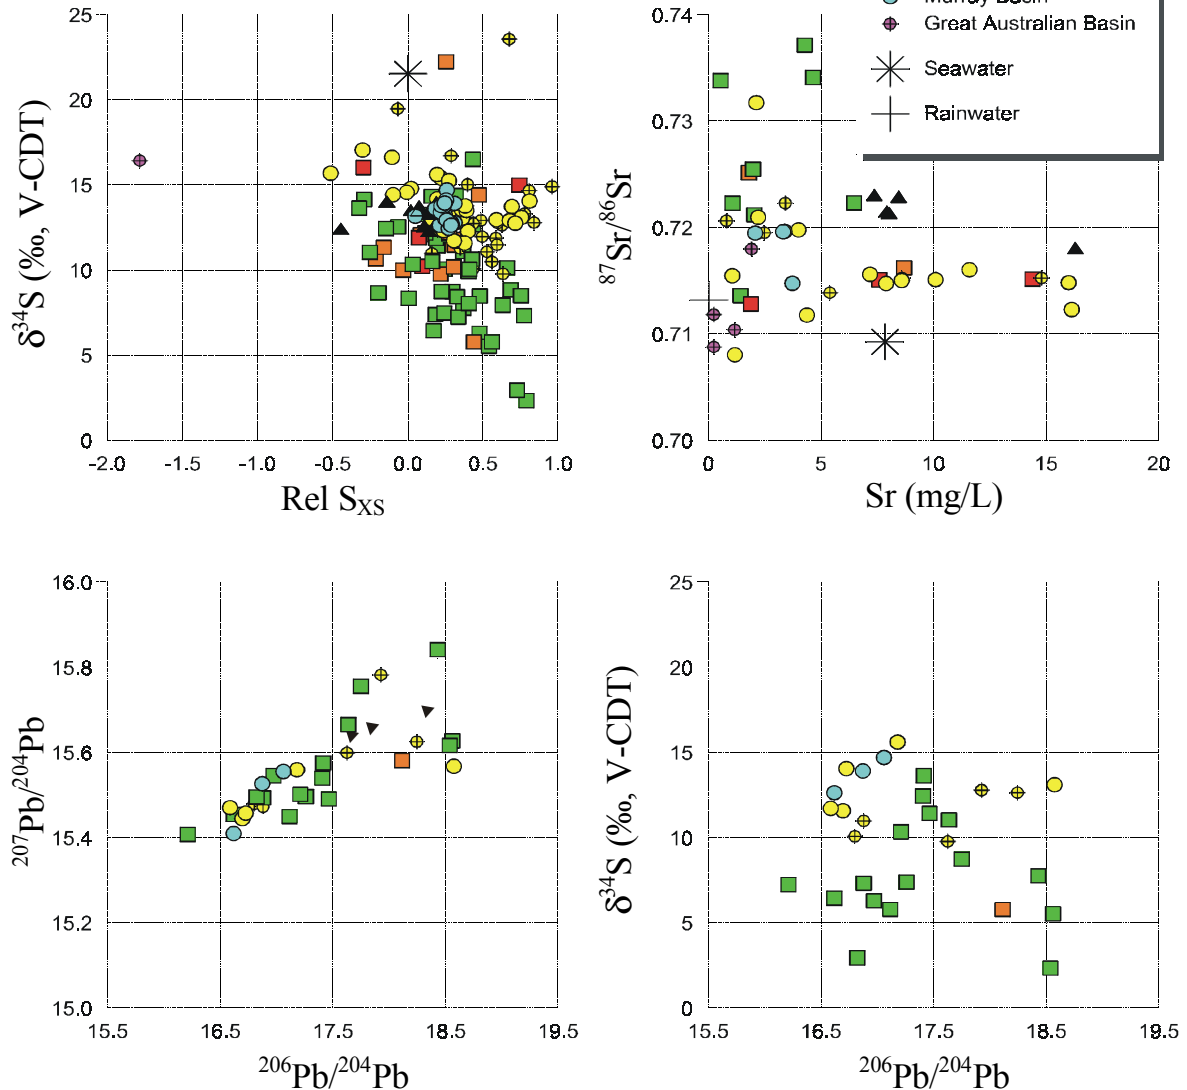 25
20
15
10
5
0
δ³⁴S (‰, V-CDT)
-2.0 -1.5 -1.0 -0.5 0.0 0.5 1.0
Rel S_XS
0.74
0.73
0.72
0.71
0.70
⁸⁷Sr/⁸⁶Sr
0 5 10 15 20
Sr (mg/L)
Murray Basin
Great Australian Basin
Seawater
Rainwater
16.0
15.8
15.6
15.4
15.2
15.0
²⁰⁷Pb/²⁰⁴Pb
15.5 16.5 17.5 18.5 19.5
²⁰⁶Pb/²⁰⁴Pb
25
20
15
10
5
0
δ³⁴S (‰, V-CDT)
15.5 16.5 17.5 18.5 19.5
²⁰⁶Pb/²⁰⁴Pb